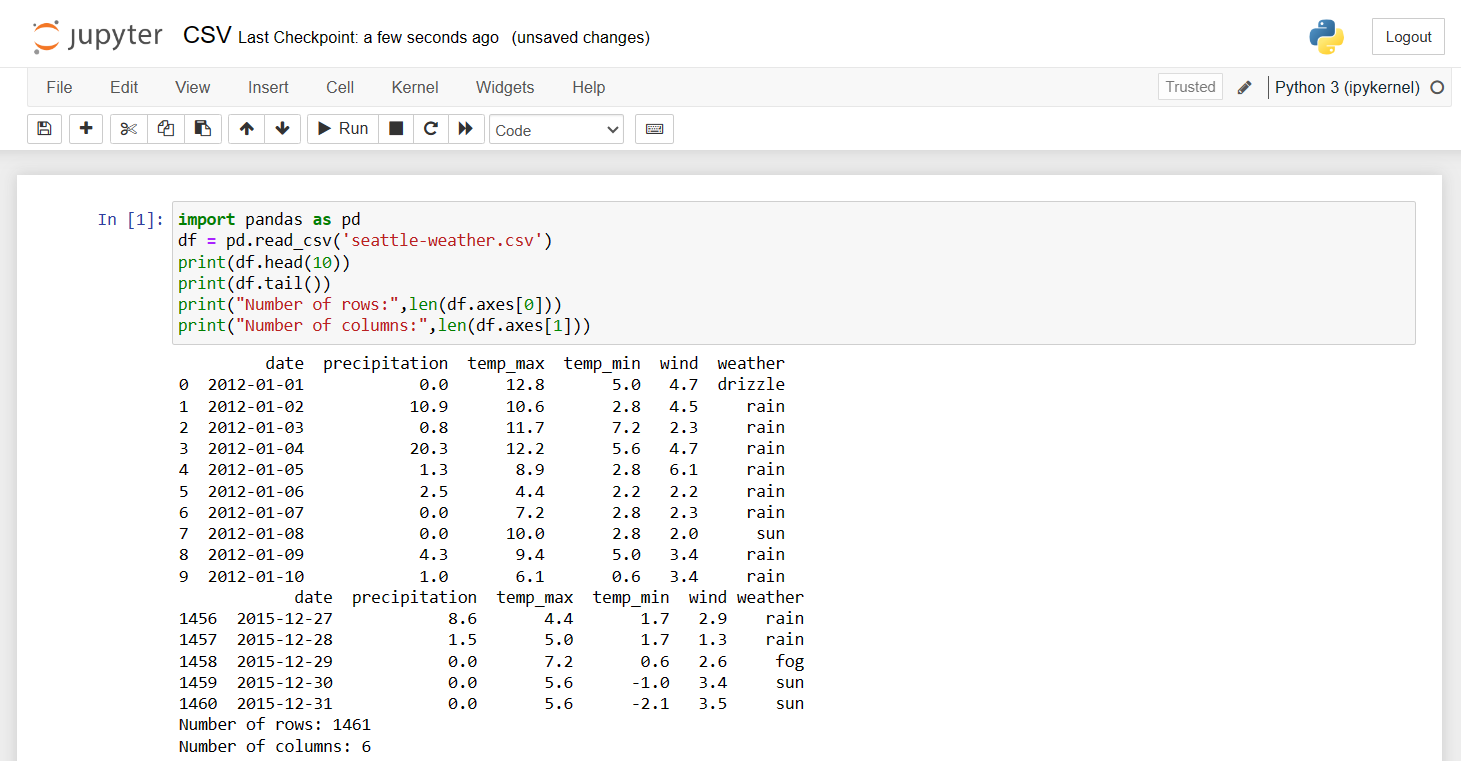 jupyter CSV Last Checkpoint: a few seconds ago (unsaved changes) Logout
File Edit View Insert Cell Kernel Widgets Help Trusted Python 3 (ipykernel)
Run Code
In [1]: import pandas as pd
df = pd.read_csv('seattle-weather.csv')
print(df.head(10))
print(df.tail())
print("Number of rows:",len(df.axes[0]))
print("Number of columns:",len(df.axes[1]))
date precipitation temp_max temp_min wind weather
0 2012-01-01 0.0 12.8 5.0 4.7 drizzle
1 2012-01-02 10.9 10.6 2.8 4.5 rain
2 2012-01-03 0.8 11.7 7.2 2.3 rain
3 2012-01-04 20.3 12.2 5.6 4.7 rain
4 2012-01-05 1.3 8.9 2.8 6.1 rain
5 2012-01-06 2.5 4.4 2.2 2.2 rain
6 2012-01-07 0.0 7.2 2.8 2.3 rain
7 2012-01-08 0.0 10.0 2.8 2.0 sun
8 2012-01-09 4.3 9.4 5.0 3.4 rain
9 2012-01-10 1.0 6.1 0.6 3.4 rain
date precipitation temp_max temp_min wind weather
1456 2015-12-27 8.6 4.4 1.7 2.9 rain
1457 2015-12-28 1.5 5.0 1.7 1.3 rain
1458 2015-12-29 0.0 7.2 0.6 2.6 fog
1459 2015-12-30 0.0 5.6 -1.0 3.4 sun
1460 2015-12-31 0.0 5.6 -2.1 3.5 sun
Number of rows: 1461
Number of columns: 6